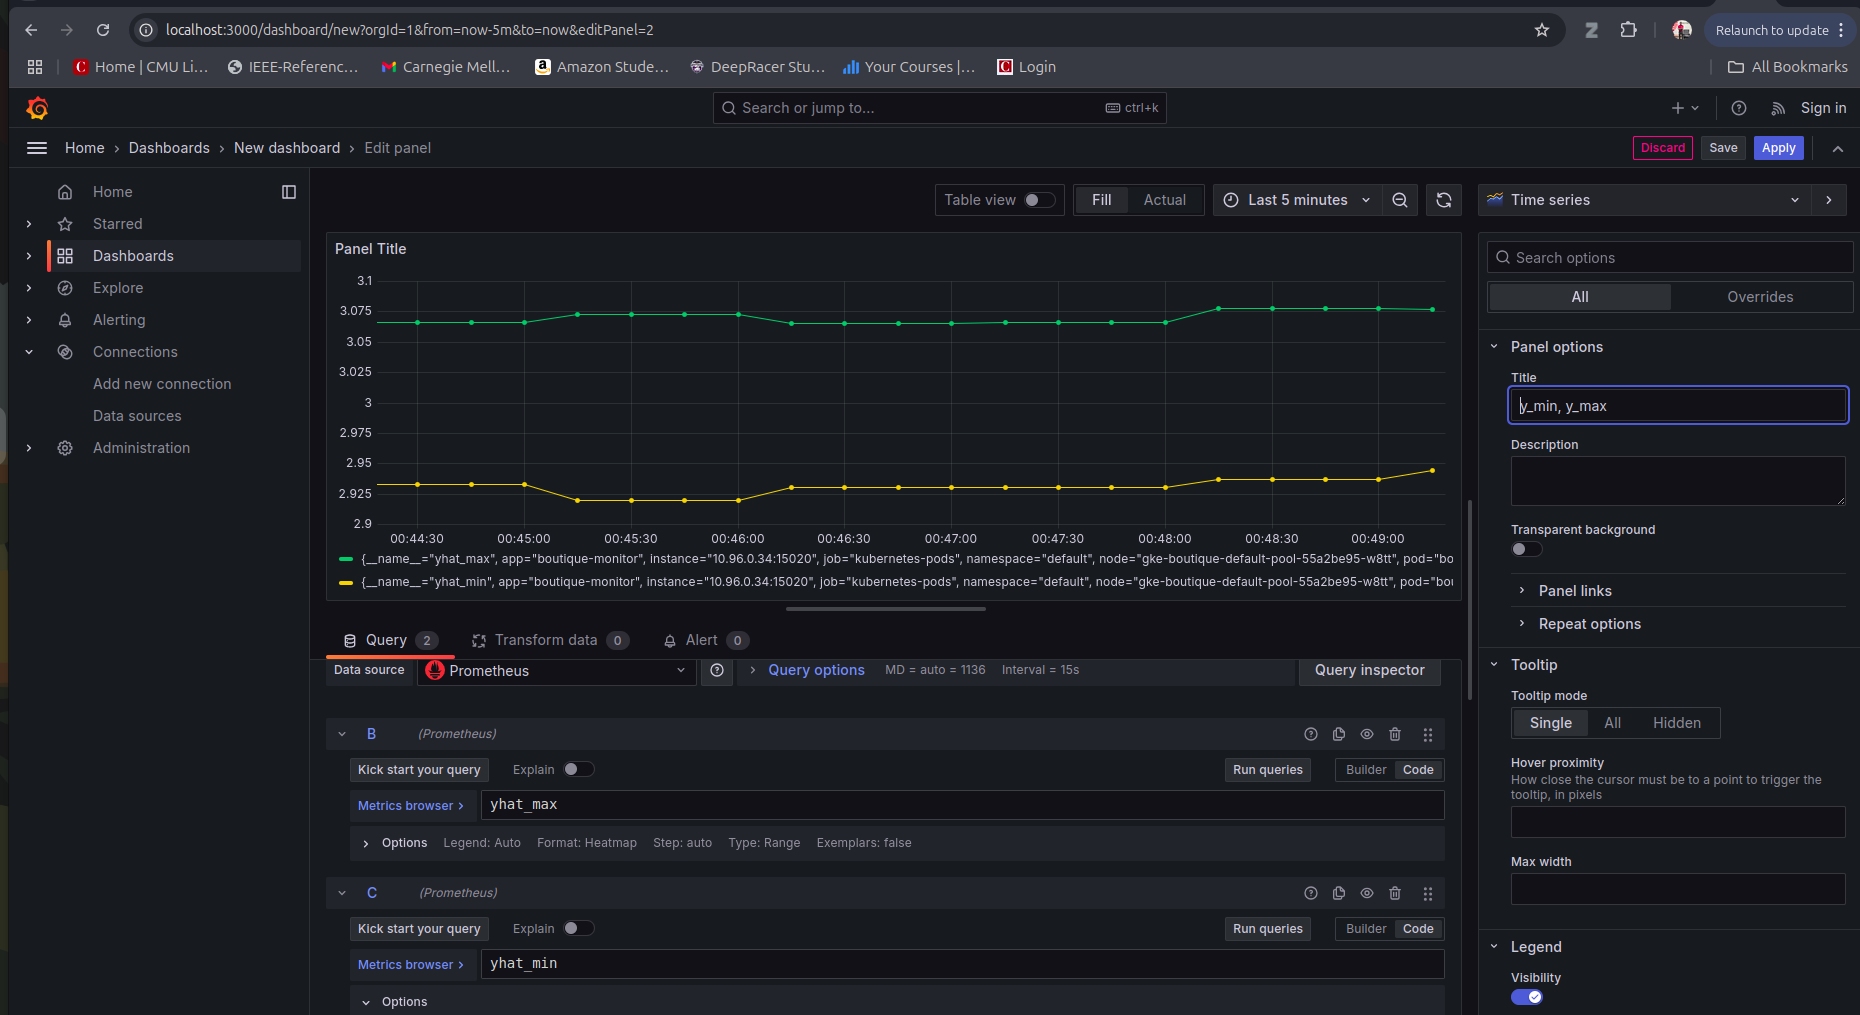 localhost:3000/dashboard/new?orgId=1&from=now-5m&to=now&editPanel=2
Relaunch to update
Home | CMU Li...
IEEE-Referenc...
Carnegie Mell...
Amazon Stude...
DeepRacer Stu...
Your Courses |...
Login
All Bookmarks
Search or jump to...
ctrl+k
Sign in
Home › Dashboards › New dashboard › Edit panel
Discard
Save
Apply
Home
Starred
Dashboards
Explore
Alerting
Connections
Add new connection
Data sources
Administration
Table view
Fill
Actual
Last 5 minutes
Time series
Panel Title
3.1
3.075
3.05
3.025
3
2.975
2.95
2.925
2.9
00:44:30
00:45:00
00:45:30
00:46:00
00:46:30
00:47:00
00:47:30
00:48:00
00:48:30
00:49:00
{__name__="yhat_max", app="boutique-monitor", instance="10.96.0.34:15020", job="kubernetes-pods", namespace="default", node="gke-boutique-default-pool-55a2be95-w8tt", pod="bo
{__name__="yhat_min", app="boutique-monitor", instance="10.96.0.34:15020", job="kubernetes-pods", namespace="default", node="gke-boutique-default-pool-55a2be95-w8tt", pod="bou
Query 2
Transform data 0
Alert 0
Data source
Prometheus
Query options
MD = auto = 1136
Interval = 15s
Query inspector
B
(Prometheus)
Kick start your query
Explain
Run queries
Builder
Code
Metrics browser >
yhat_max
Options
Legend: Auto
Format: Heatmap
Step: auto
Type: Range
Exemplars: false
C
(Prometheus)
Kick start your query
Explain
Run queries
Builder
Code
Metrics browser >
yhat_min
Options
Search options
All
Overrides
Panel options
Title
y_min, y_max
Description
Transparent background
Panel links
Repeat options
Tooltip
Tooltip mode
Single
All
Hidden
Hover proximity
How close the cursor must be to a point to trigger the
tooltip, in pixels
Max width
Legend
Visibility